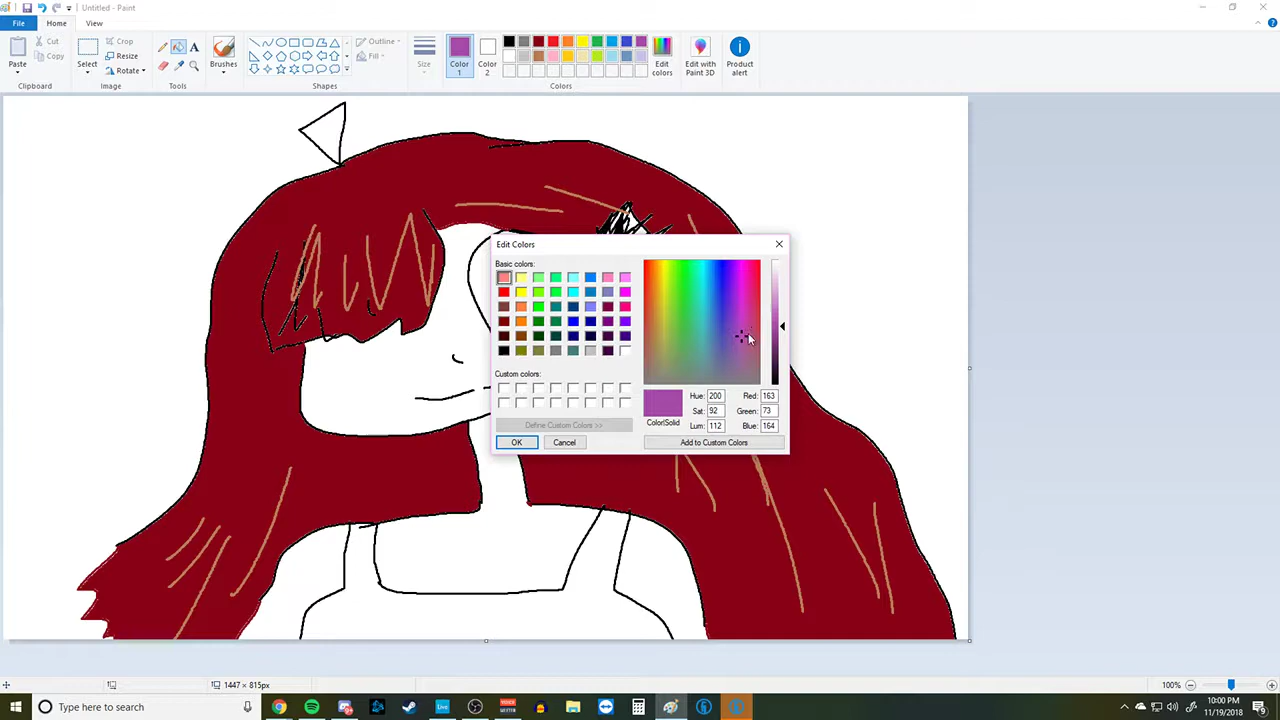 Untitled - Paint
File
Home
View
Paste
Cut
Copy
Clipboard
Select
Crop
Resize
Rotate
Image
A
Tools
Brushes
Outline
Fill
Shapes
Size
Color
1
Color
2
Edit
colors
Colors
Edit with
Paint 3D
Product
alert
Edit Colors
Basic colors:
Custom colors:
Define Custom Colors >>
OK
Cancel
Color|Solid
Hue: 200
Sat: 92
Lum: 112
Red: 163
Green: 73
Blue: 164
Add to Custom Colors
1447 × 815px
100%
Type here to search
Live
10:00 PM
11/19/2018